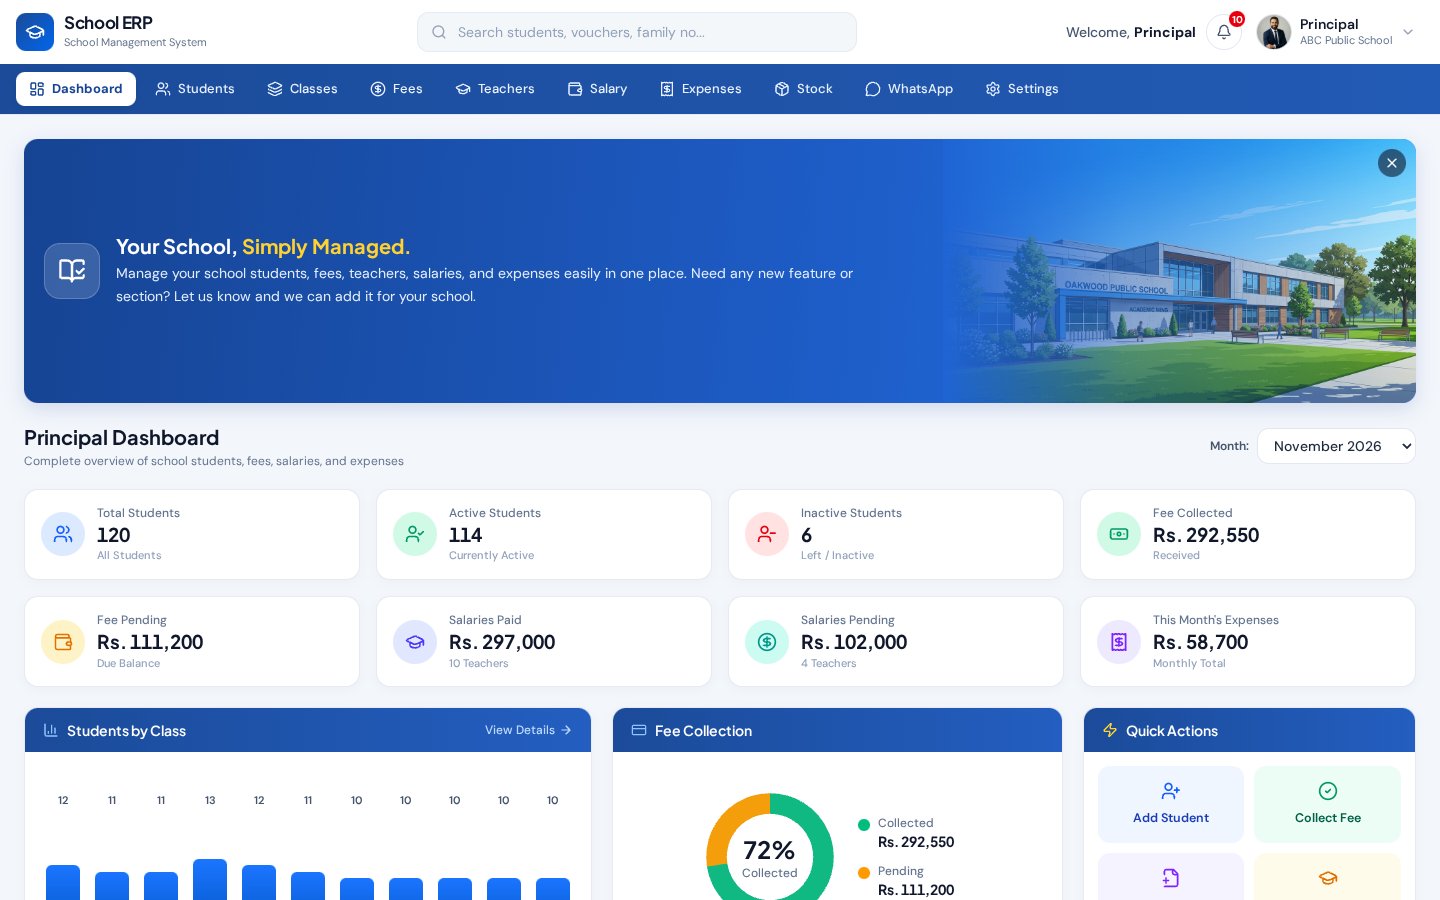 School ERP
School Management System
Search students, vouchers, family no...
Welcome, Principal
10
Principal
ABC Public School
Dashboard
Students
Classes
Fees
Teachers
Salary
Expenses
Stock
WhatsApp
Settings
Your School, Simply Managed.
Manage your school students, fees, teachers, salaries, and expenses easily in one place. Need any new feature or
section? Let us know and we can add it for your school.
OAKWOOD PUBLIC SCHOOL
ACADEMIC WING
Principal Dashboard
Complete overview of school students, fees, salaries, and expenses
Month:
November 2026
Total Students
120
All Students
Active Students
114
Currently Active
Inactive Students
6
Left / Inactive
Fee Collected
Rs. 292,550
Received
Fee Pending
Rs. 111,200
Due Balance
Salaries Paid
Rs. 297,000
10 Teachers
Salaries Pending
Rs. 102,000
4 Teachers
This Month's Expenses
Rs. 58,700
Monthly Total
Students by Class
View Details
12 11 11 13 12 11 10 10 10 10 10
Fee Collection
72%
Collected
Collected
Rs. 292,550
Pending
Rs. 111,200
Quick Actions
Add Student
Collect Fee